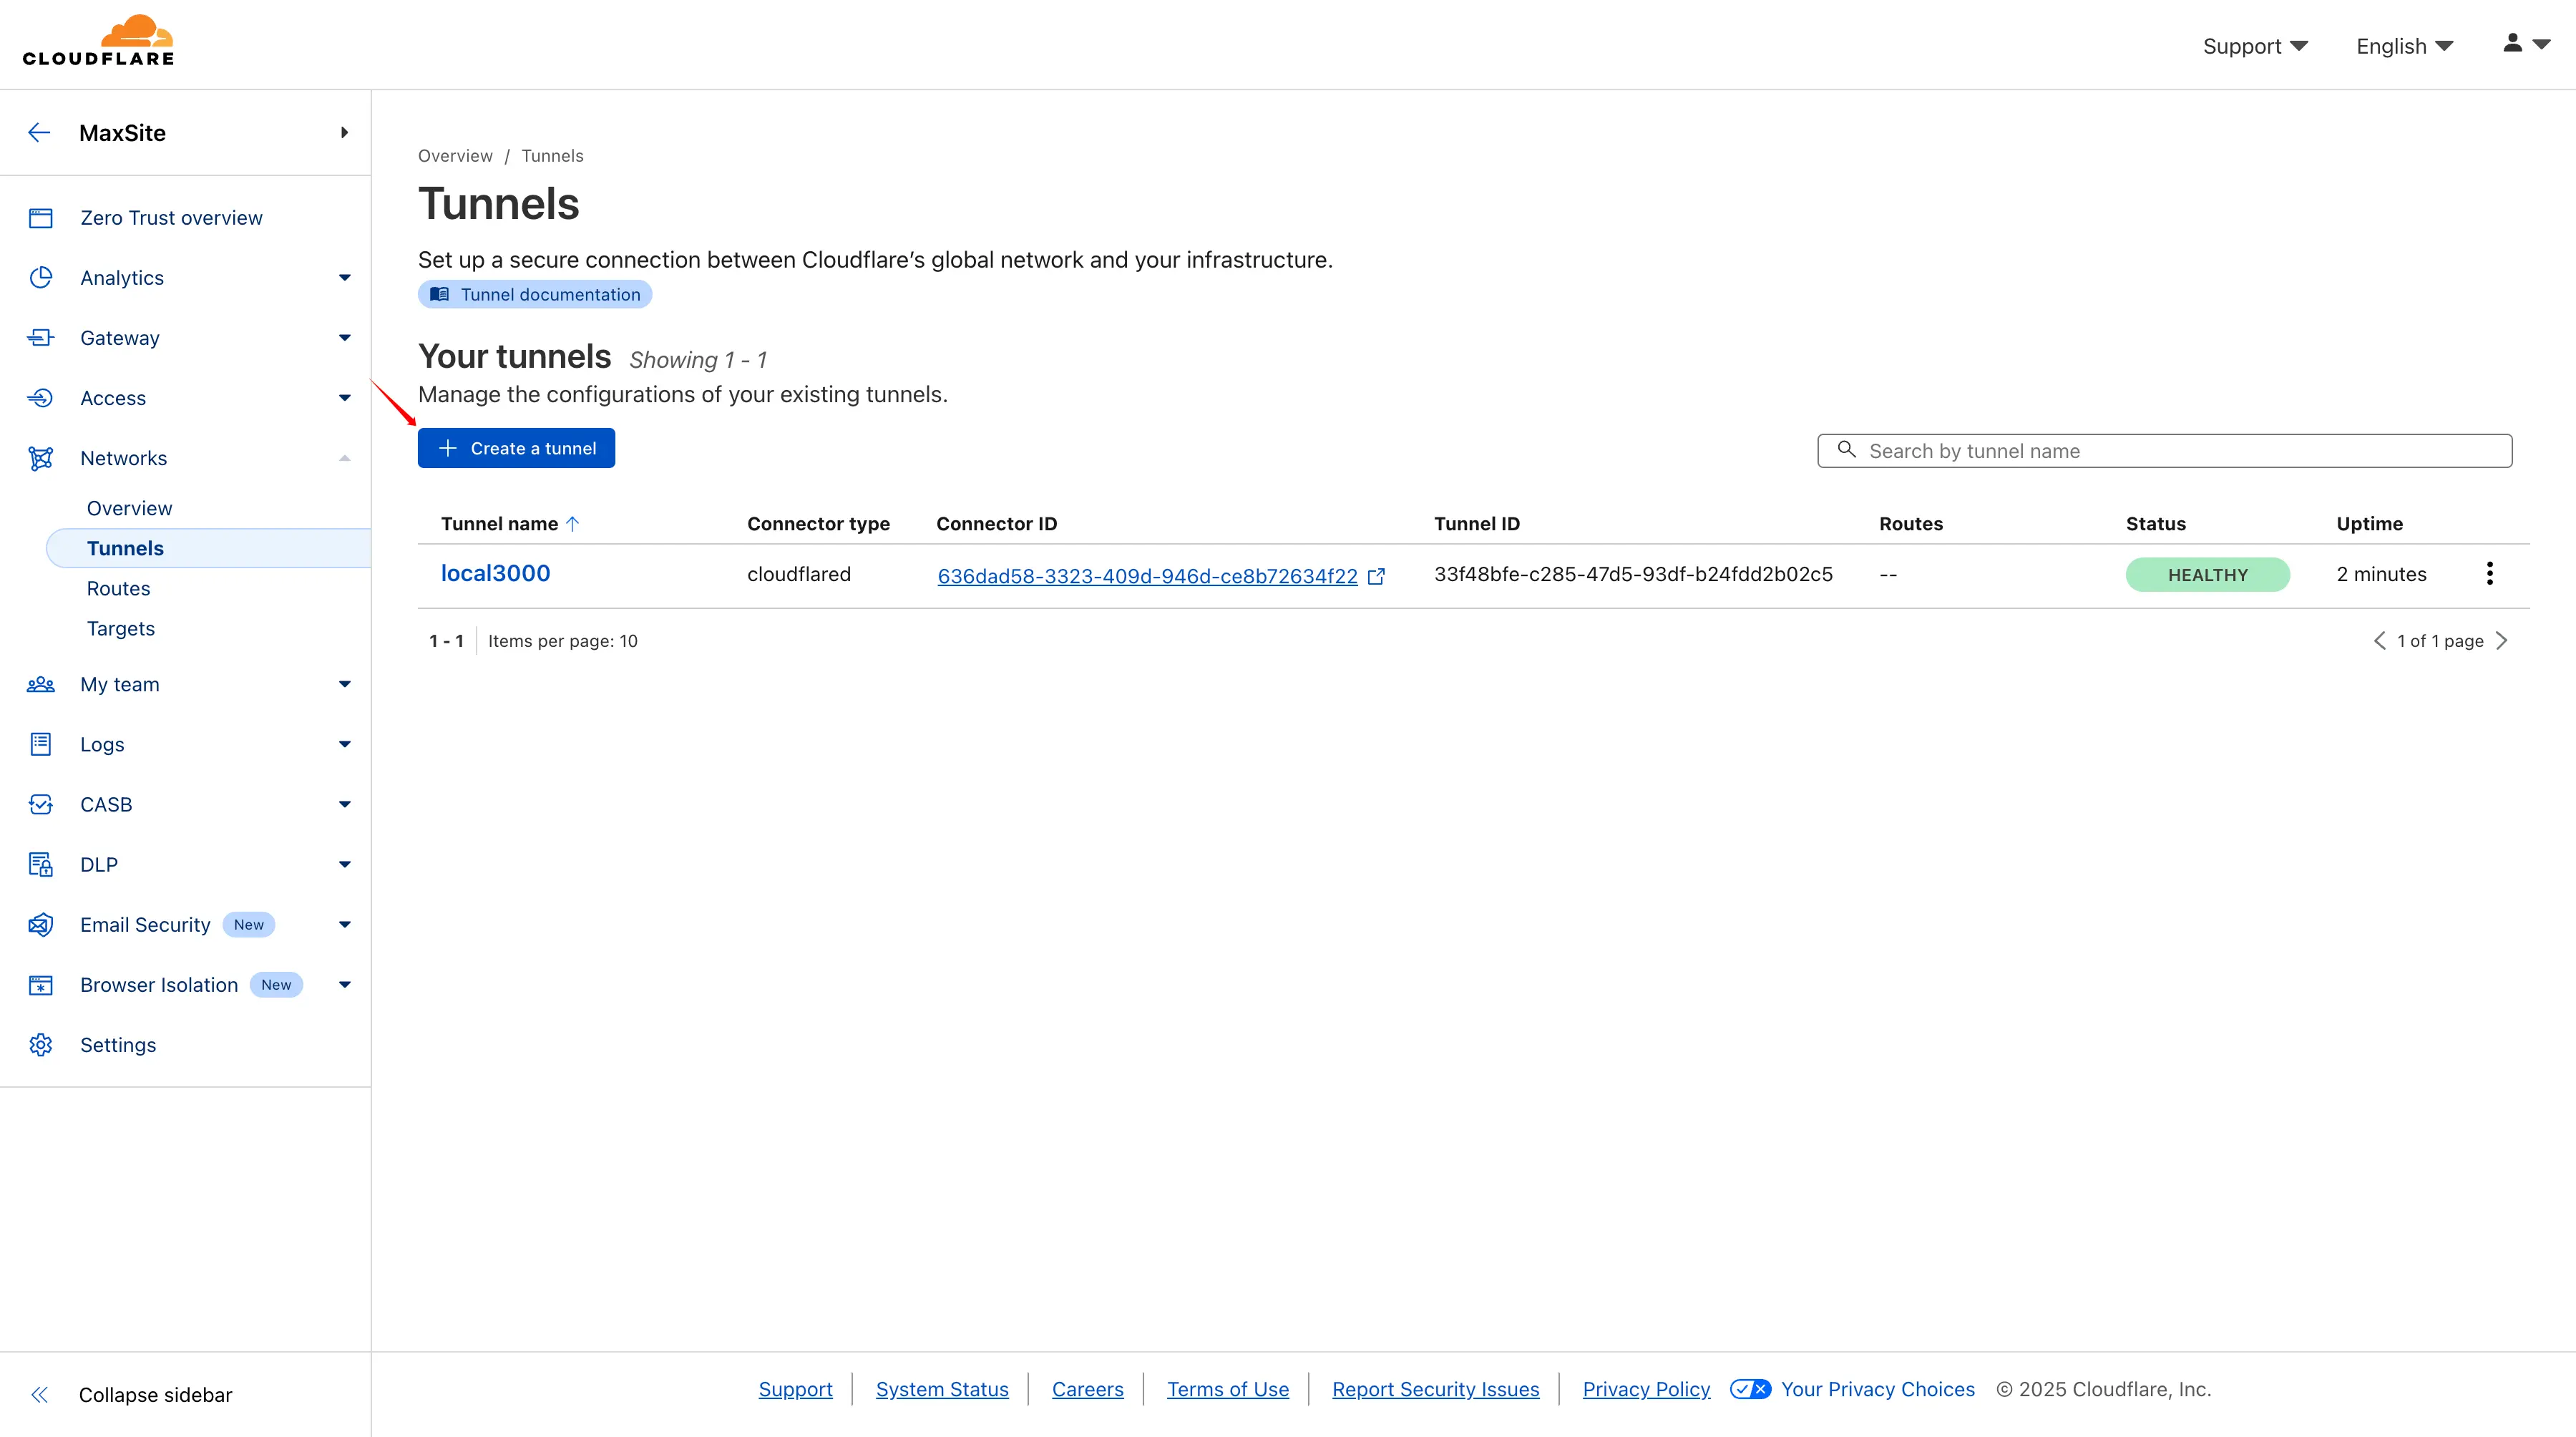 CLOUDFLARE
Support
English
MaxSite
Zero Trust overview
Analytics
Gateway
Access
Networks
Overview
Tunnels
Routes
Targets
My team
Logs
CASB
DLP
Email Security New
Browser Isolation New
Settings
Collapse sidebar
Overview / Tunnels
Tunnels
Set up a secure connection between Cloudflare’s global network and your infrastructure.
Tunnel documentation
Your tunnels Showing 1 - 1
Manage the configurations of your existing tunnels.
+ Create a tunnel
Search by tunnel name
Tunnel name ↑ Connector type Connector ID Tunnel ID Routes Status Uptime
local3000 cloudflared 636dad58-3323-409d-946d-ce8b72634f22 33f48bfe-c285-47d5-93df-b24fdd2b02c5 -- HEALTHY 2 minutes
1 - 1 Items per page: 10 1 of 1 page
Support System Status Careers Terms of Use Report Security Issues Privacy Policy Your Privacy Choices © 2025 Cloudflare, Inc.